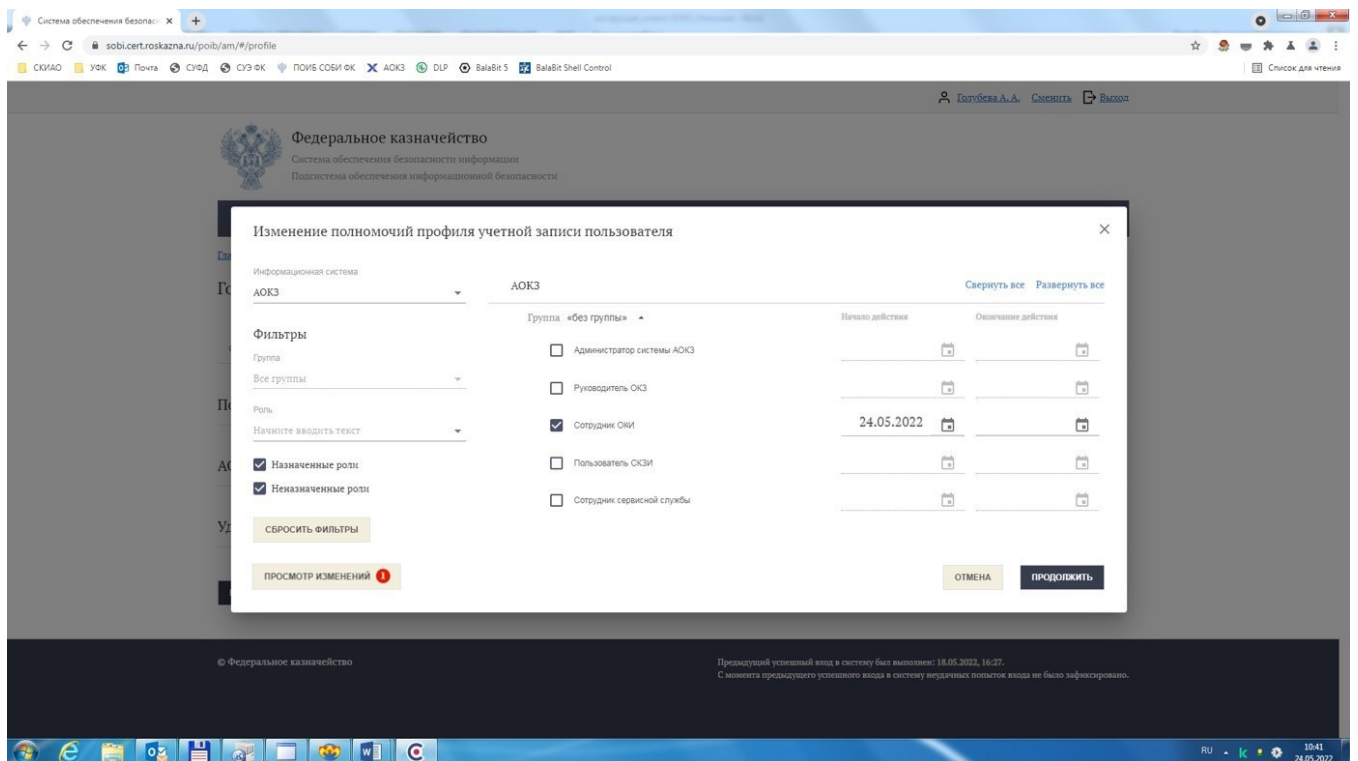 Система обеспечения безопас
sobi.cert.roskazna.ru/poib/am/#/profile
СКИАО УФК Почта СУФД СУЭ ФК ПОИБ СОБИ ФК АОКЗ DLP BalaBit 5 BalaBit Shell Control Список для чтения
Голубева А. А. Сменить Выход
Федеральное казначейство
Система обеспечения безопасности информации
Подсистема обеспечения информационной безопасности
Изменение полномочий профиля учетной записи пользователя
Информационная система
АОКЗ
АОКЗ Свернуть все Развернуть все
Группа «без группы» Начало действия Окончание действия
Фильтры
Администратор системы АОКЗ
Группа
Все группы
Руководитель ОКЗ
Роль
Начните вводить текст
Сотрудник ОКИ 24.05.2022
Назначенные роли
Пользователь СКЗИ
Неназначенные роли
Сотрудник сервисной службы
СБРОСИТЬ ФИЛЬТРЫ
ПРОСМОТР ИЗМЕНЕНИЙ 1
ОТМЕНА ПРОДОЛЖИТЬ
© Федеральное казначейство
Предыдущий успешный вход в систему был выполнен: 18.05.2022, 16:27.
С момента предыдущего успешного входа в систему неудачных попыток входа не было зафиксировано.
RU 10:41
24.05.2022